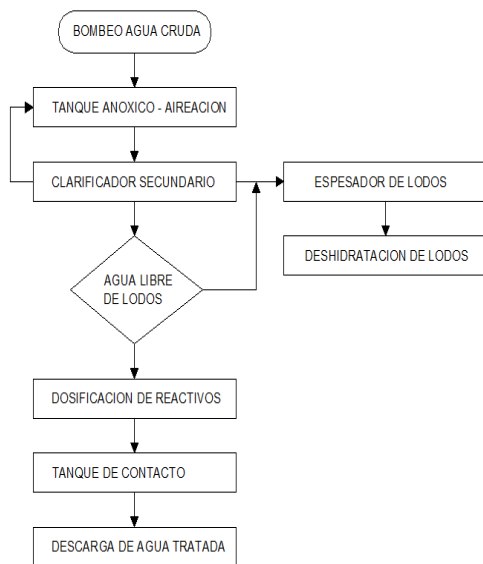 BOMBEO AGUA CRUDA
TANQUE ANOXICO - AIREACION
CLARIFICADOR SECUNDARIO
ESPESADOR DE LODOS
DESHIDRATACION DE LODOS
AGUA LIBRE
DE LODOS
DOSIFICACION DE REACTIVOS
TANQUE DE CONTACTO
DESCARGA DE AGUA TRATADA